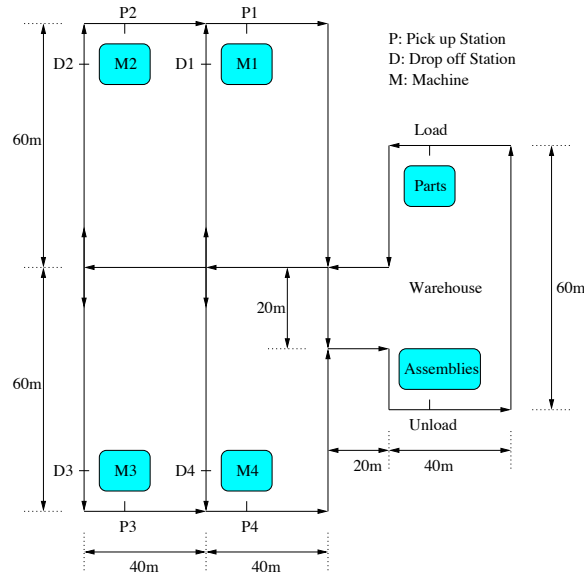 P2
P1
P: Pick up Station
D: Drop off Station
M: Machine
D2
M2
D1
M1
60m
Load
Parts
60m
Warehouse
20m
60m
Assemblies
Unload
D3
M3
D4
M4
20m
40m
P3
P4
40m
40m